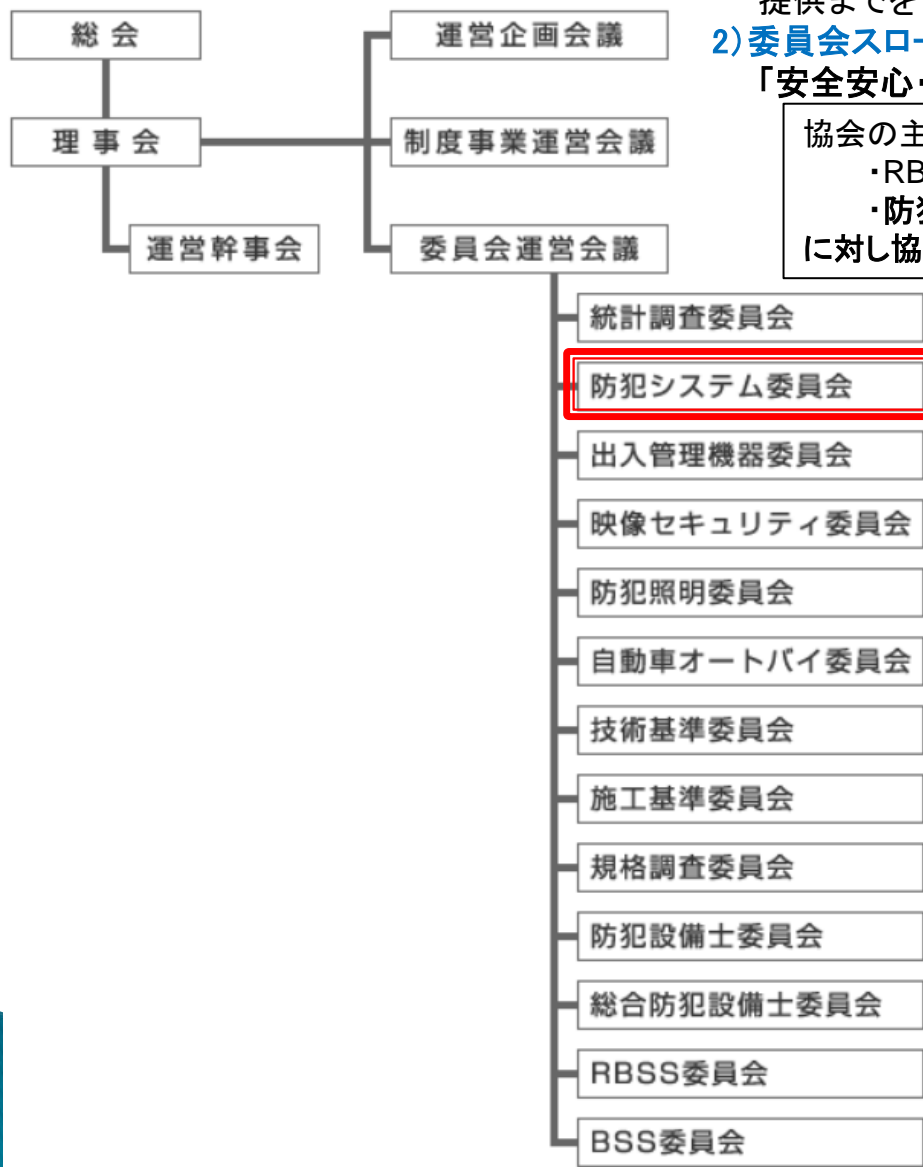 総会
運営企画会議
理事会
制度事業運営会議
運営幹事会
委員会運営会議
統計調査委員会
防犯システム委員会
出入管理機器委員会
映像セキュリティ委員会
防犯照明委員会
自動車オートバイ委員会
技術基準委員会
施工基準委員会
規格調査委員会
防犯設備士委員会
総合防犯設備士委員会
RBSS委員会
BSS委員会
提供までを
2）委員会スロー
「安全安心・
協会の主
・RB
・防犯
に対し協